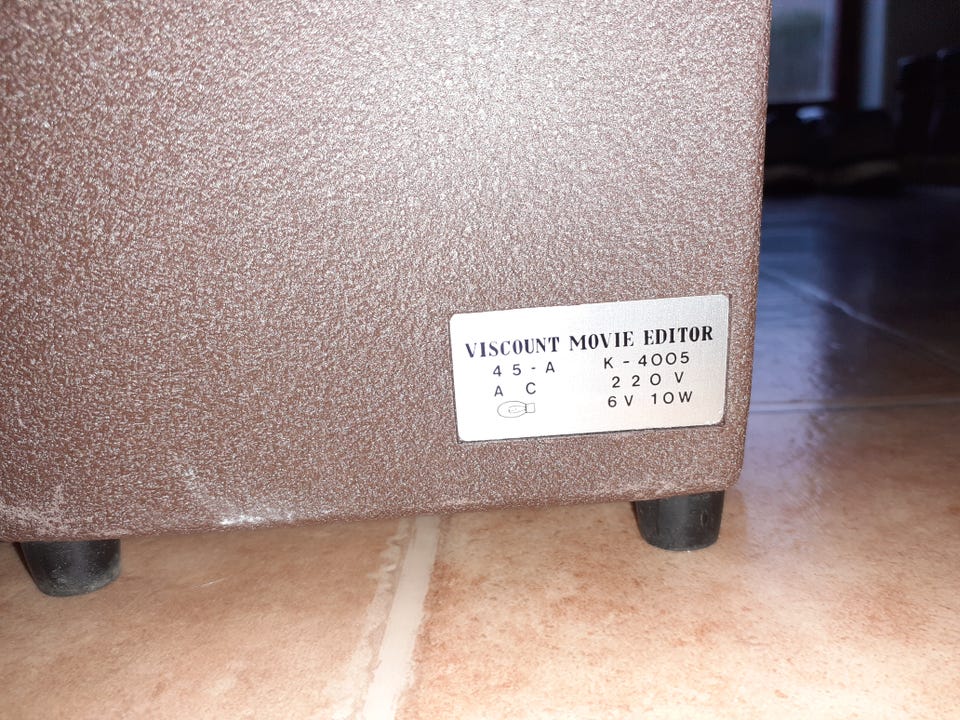 VISCOUNT MOVIE EDITOR
45-A K-4005
AC 220V
6V 10W